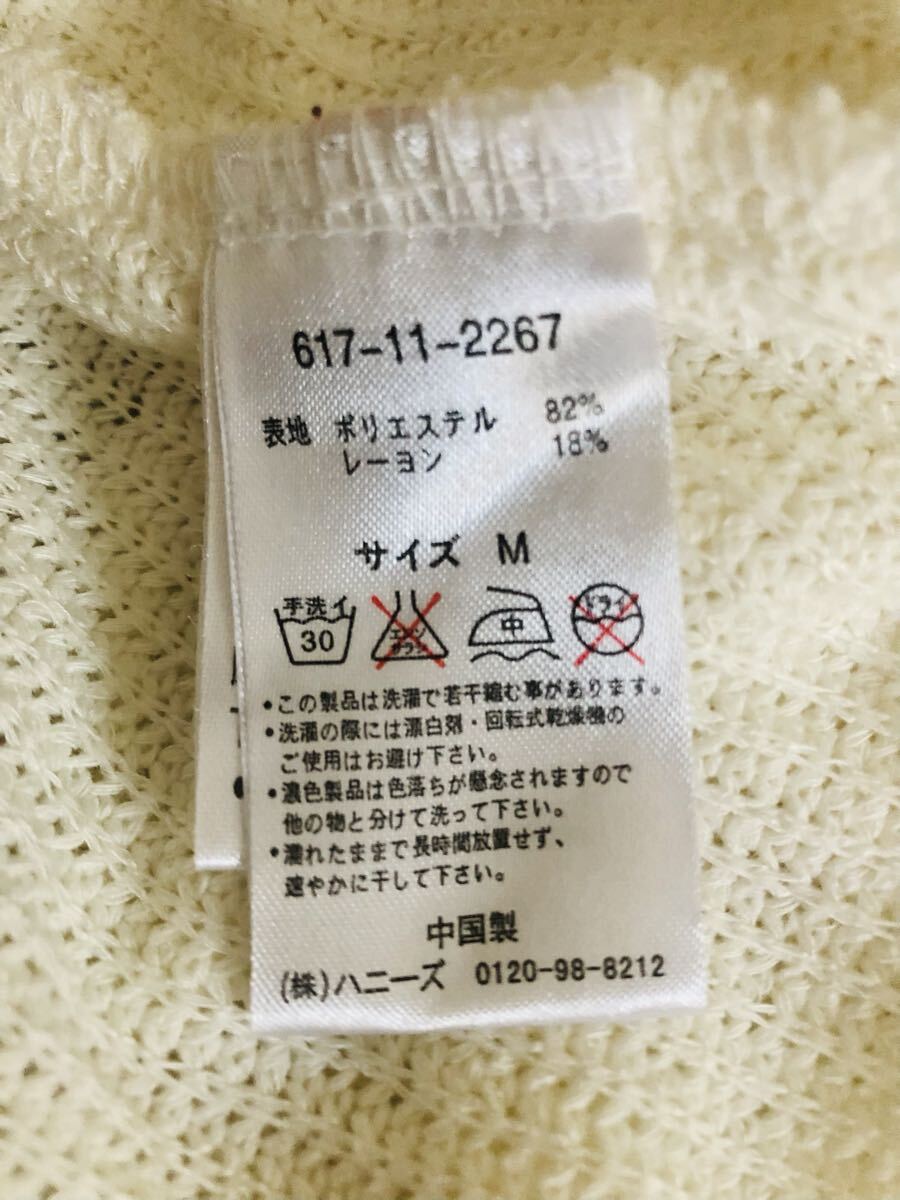 617-11-2267
表地 ポリエステル 82%
レーヨン 18%
サイズ M
手洗イ
30
エンソ
サラシ
中
ドライ
•この製品は洗濯で若干縮む事があります。
•洗濯の際には漂白剤・回転式乾燥機の
ご使用はお避け下さい。
•濃色製品は色落ちが懸念されますので
他の物と分けて洗って下さい。
•濡れたままで長時間放置せず、
速やかに干して下さい。
中国製
(株)ハニーズ 0120-98-8212